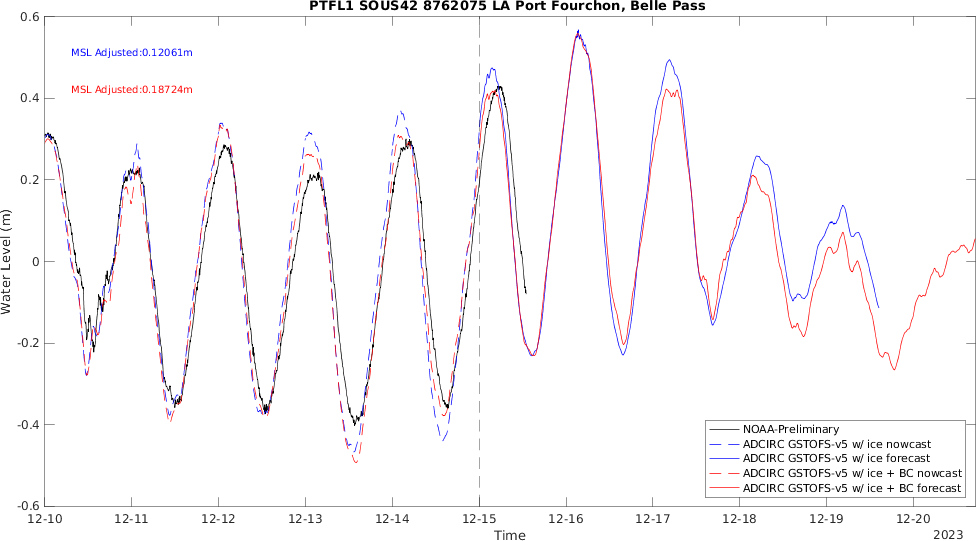 PTFL1 SOUS42 8762075 LA Port Fourchon, Belle Pass
0.6
MSL Adjusted:0.12061m
MSL Adjusted:0.18724m
0.4
0.2
0
-0.2
-0.4
-0.6
Water Level (m)
NOAA-Preliminary
ADCIRC GSTOFS-v5 w/ ice nowcast
ADCIRC GSTOFS-v5 w/ ice forecast
ADCIRC GSTOFS-v5 w/ ice + BC nowcast
ADCIRC GSTOFS-v5 w/ ice + BC forecast
12-10 12-11 12-12 12-13 12-14 12-15 12-16 12-17 12-18 12-19 12-20
Time
2023